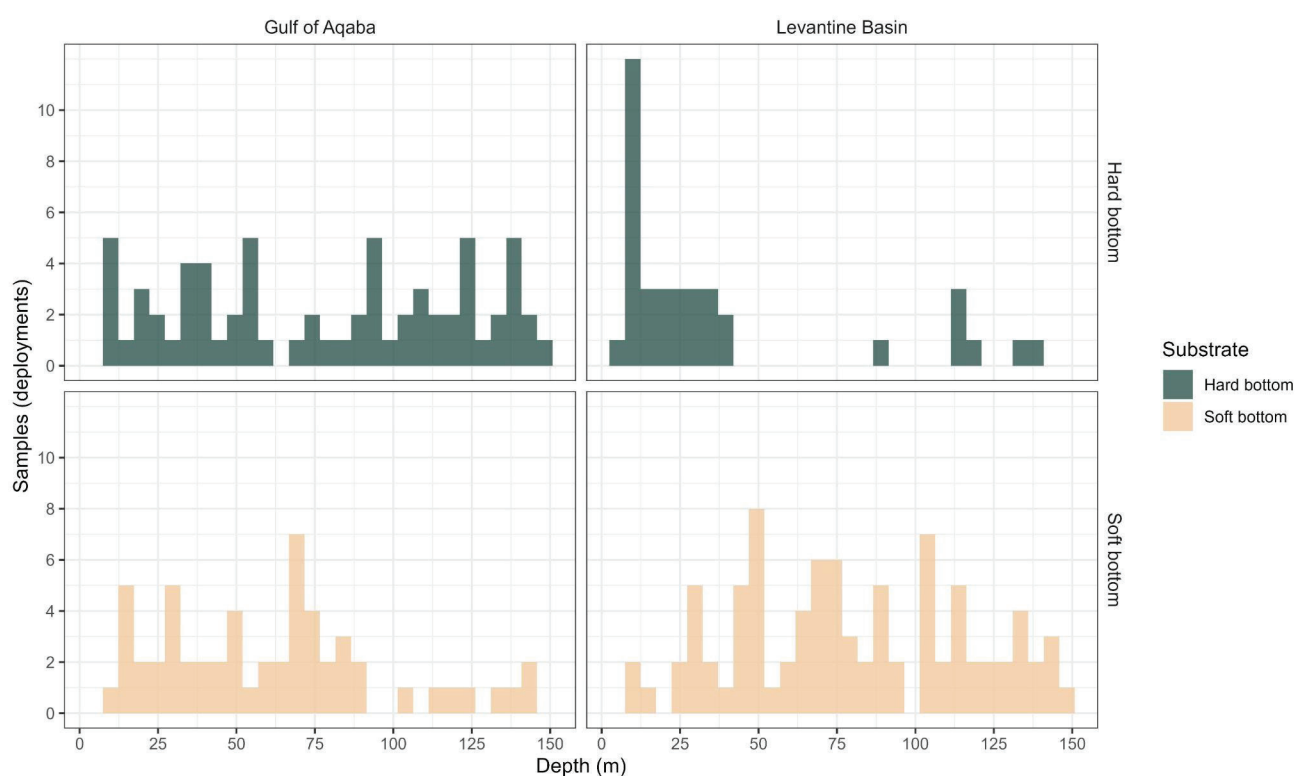 Gulf of Aqaba
Levantine Basin
Samples (deployments)
10
8
6
4
2
0
Hard bottom
10
8
6
4
2
0
Soft bottom
0 25 50 75 100 125 150
0 25 50 75 100 125 150
Depth (m)
Substrate
Hard bottom
Soft bottom